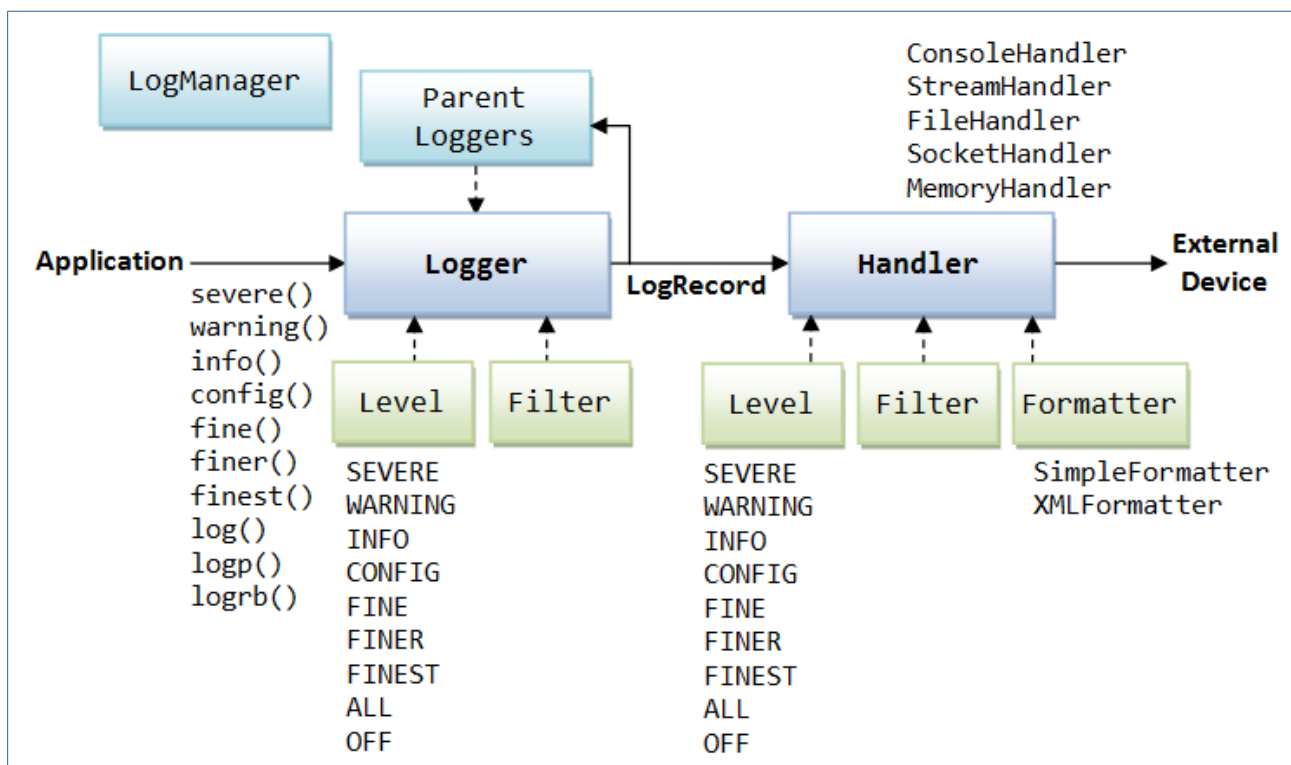 LogManager
Parent
Loggers
ConsoleHandler
StreamHandler
FileHandler
SocketHandler
MemoryHandler
Application
Logger
LogRecord
Handler
External
Device
severe()
warning()
info()
config()
fine()
finer()
finest()
log()
logp()
logrb()
Level
Filter
SEVERE
WARNING
INFO
CONFIG
FINE
FINER
FINEST
ALL
OFF
Level
Filter
Formatter
SEVERE
WARNING
INFO
CONFIG
FINE
FINER
FINEST
ALL
OFF
SimpleFormatter
XMLFormatter